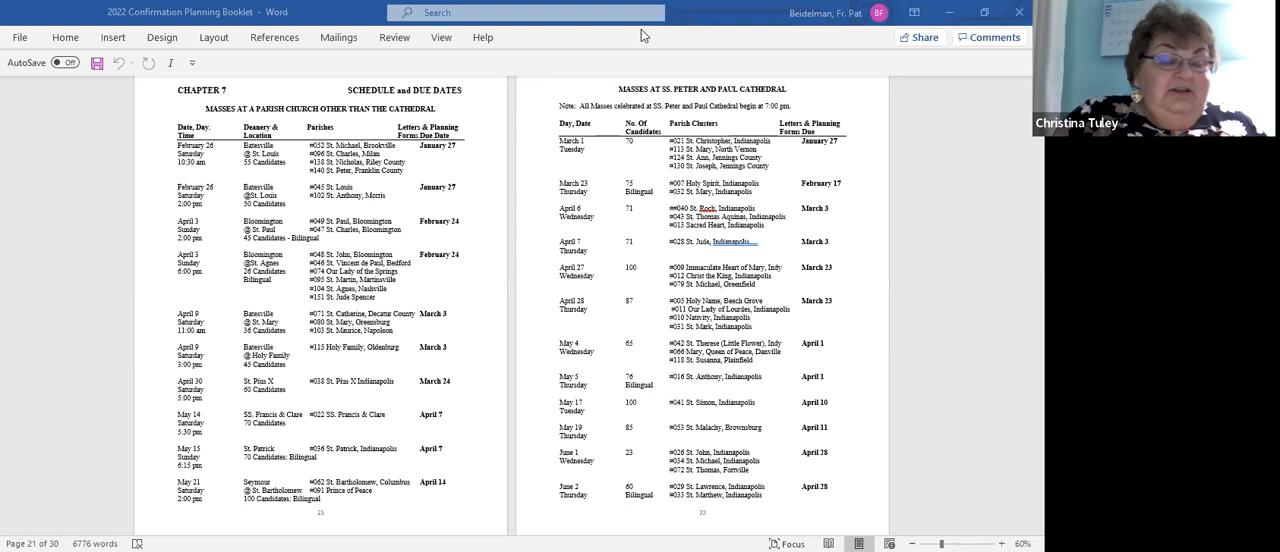 2022 Confirmation Planning Booklet - Word
Search
Beidelman, Fr. Pat
BF
File Home Insert Design Layout References Mailings Review View Help
Share
Comments
AutoSave Off
CHAPTER 7 SCHEDULE and DUE DATES
MASSES AT A PARISH CHURCH OTHER THAN THE CATHEDRAL
Date, Day. Deanery & Parishes Letters & Planning
Time Location Forms Due Date
February 26 Batesville #052 St. Michael, Brookville January 27
Saturday @ St. Louis #096 St. Charles, Milan
10:30 am 55 Candidates #138 St. Nicholas, Riley County
#140 St. Peter, Franklin County
February 26 Batesville #045 St. Louis January 27
Saturday @St. Louis #102 St. Anthony, Morris
2:00 pm 50 Candidates
April 3 Bloomington #049 St. Paul, Bloomington February 24
Sunday @ St. Paul #047 St. Charles, Bloomington
2:00 pm 45 Candidates - Bilingual
April 3 Bloomington #048 St. John, Bloomington February 24
Sunday @St. Agnes #046 St. Vincent de Paul, Bedford
6:00 pm 26 Candidates #074 Our Lady of the Springs
Bilingual #095 St. Martin, Martinsville
#104 St. Agnes, Nashville
#151 St. Jude Spencer
April 9 Batesville #071 St. Catherine, Decatur County March 3
Saturday @ St. Mary #080 St. Mary, Greensburg
11:00 am 36 Candidates #103 St. Maurice, Napoleon
April 9 Batesville #115 Holy Family, Oldenburg March 3
Saturday @ Holy Family
3:00 pm 45 Candidates
April 30 St. Pius X #038 St. Pius X Indianapolis March 24
Saturday 60 Candidates
5:00 pm
May 14 SS. Francis & Clare #022 SS. Francis & Clare April 7
Saturday 70 Candidates
5:30 pm
May 15 St. Patrick #036 St. Patrick, Indianapolis April 7
Sunday 70 Candidates: Bilingual
6:15 pm
May 21 Seymour #062 St. Bartholomew, Columbus April 14
Saturday @ St. Bartholomew #091 Prince of Peace
2:00 pm 100 Candidates: Bilingual
21
MASSES AT SS. PETER AND PAUL CATHEDRAL
Note: All Masses celebrated at SS. Peter and Paul Cathedral begin at 7:00 pm.
Day, Date No. Of Parish Clusters Letters & Planning
Candidates Forms Due
March 1 70 #021 St. Christopher, Indianapolis January 27
Tuesday #113 St. Mary, North Vernon
#124 St. Ann, Jennings County
#130 St. Joseph, Jennings County
March 23 75 #007 Holy Spirit, Indianapolis February 17
Thursday Bilingual #032 St. Mary, Indianapolis
April 6 71 ##040 St. Roch, Indianapolis March 3
Wednesday #043 St. Thomas Aquinas, Indianapolis
#013 Sacred Heart, Indianapolis
April 7 71 #028 St. Jude, Indianapolis.... March 3
Thursday
April 27 100 #009 Immaculate Heart of Mary, Indy March 23
Wednesday #012 Christ the King, Indianapolis
#079 St. Michael, Greenfield
April 28 87 #005 Holy Name, Beech Grove March 23
Thursday #011 Our Lady of Lourdes, Indianapolis
#010 Nativity, Indianapolis
#031 St. Mark, Indianapolis
May 4 65 #042 St. Therese (Little Flower), Indy April 1
Wednesday #066 Mary, Queen of Peace, Danville
#118 St. Susanna, Plainfield
May 5 76 #016 St. Anthony, Indianapolis April 1
Thursday Bilingual
May 17 100 #041 St. Simon, Indianapolis April 10
Tuesday
May 19 85 #053 St. Malachy, Brownsburg April 11
Thursday
June 1 23 #026 St. John, Indianapolis April 28
Wednesday #034 St. Michael, Indianapolis
#072 St. Thomas, Fortville
June 2 60 #029 St. Lawrence, Indianapolis April 28
Thursday Bilingual #033 St. Matthew, Indianapolis
22
Christina Tuley
Page 21 of 30 6776 words
Focus
60%